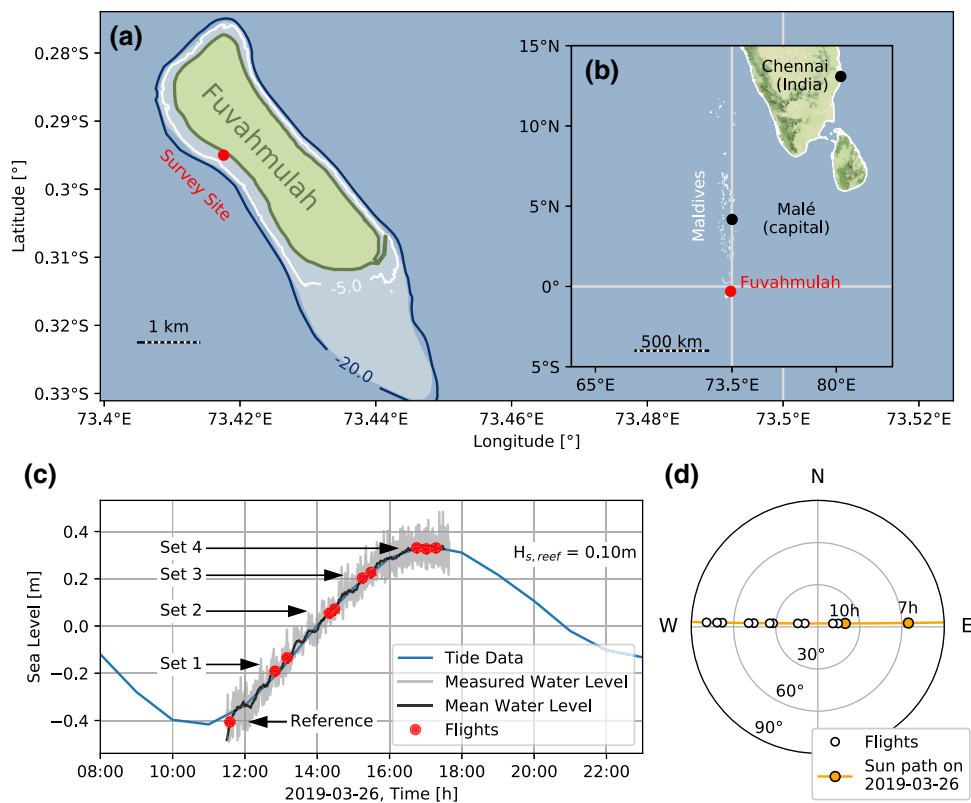 (a)
0.28°S
0.29°S
0.3°S
0.31°S
0.32°S
0.33°S
Latitude [°]
Fuvahmulah
Survey Site
-5.0
-20.0
1 km
73.4°E
73.42°E
73.44°E
73.46°E
73.48°E
73.5°E
73.52°E
Longitude [°]
(b)
15°N
10°N
5°N
0°
5°S
Chennai
(India)
Maldives
Malé
(capital)
Fuvahmulah
500 km
65°E
73.5°E
80°E
(c)
0.4
0.2
0.0
−0.2
−0.4
Sea Level [m]
Set 4
Set 3
Set 2
Set 1
Reference
Hs, reef = 0.10m
Tide Data
Measured Water Level
Mean Water Level
Flights
08:00
10:00
12:00
14:00
16:00
18:00
20:00
22:00
2019-03-26, Time [h]
(d)
N
W
E
10h
7h
30°
60°
90°
Flights
Sun path on
2019-03-26